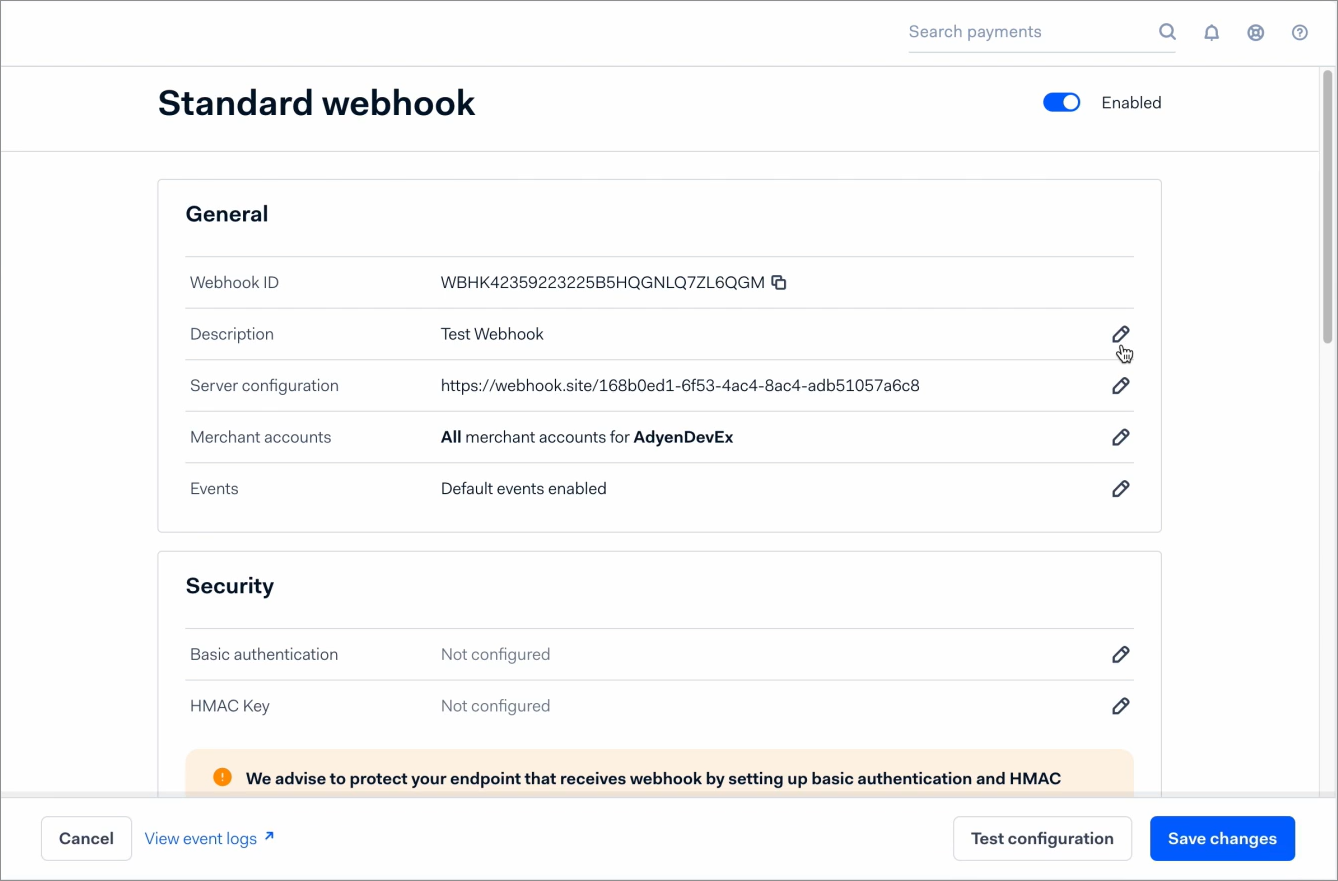 Search payments
Standard webhook
Enabled
General
Webhook ID WBHK42359223225B5HQGNLQ7ZL6QGM
Description Test Webhook
Server configuration https://webhook.site/168b0ed1-6f53-4ac4-8ac4-adb51057a6c8
Merchant accounts All merchant accounts for AdyenDevEx
Events Default events enabled
Security
Basic authentication Not configured
HMAC Key Not configured
We advise to protect your endpoint that receives webhook by setting up basic authentication and HMAC
Cancel View event logs Test configuration Save changes